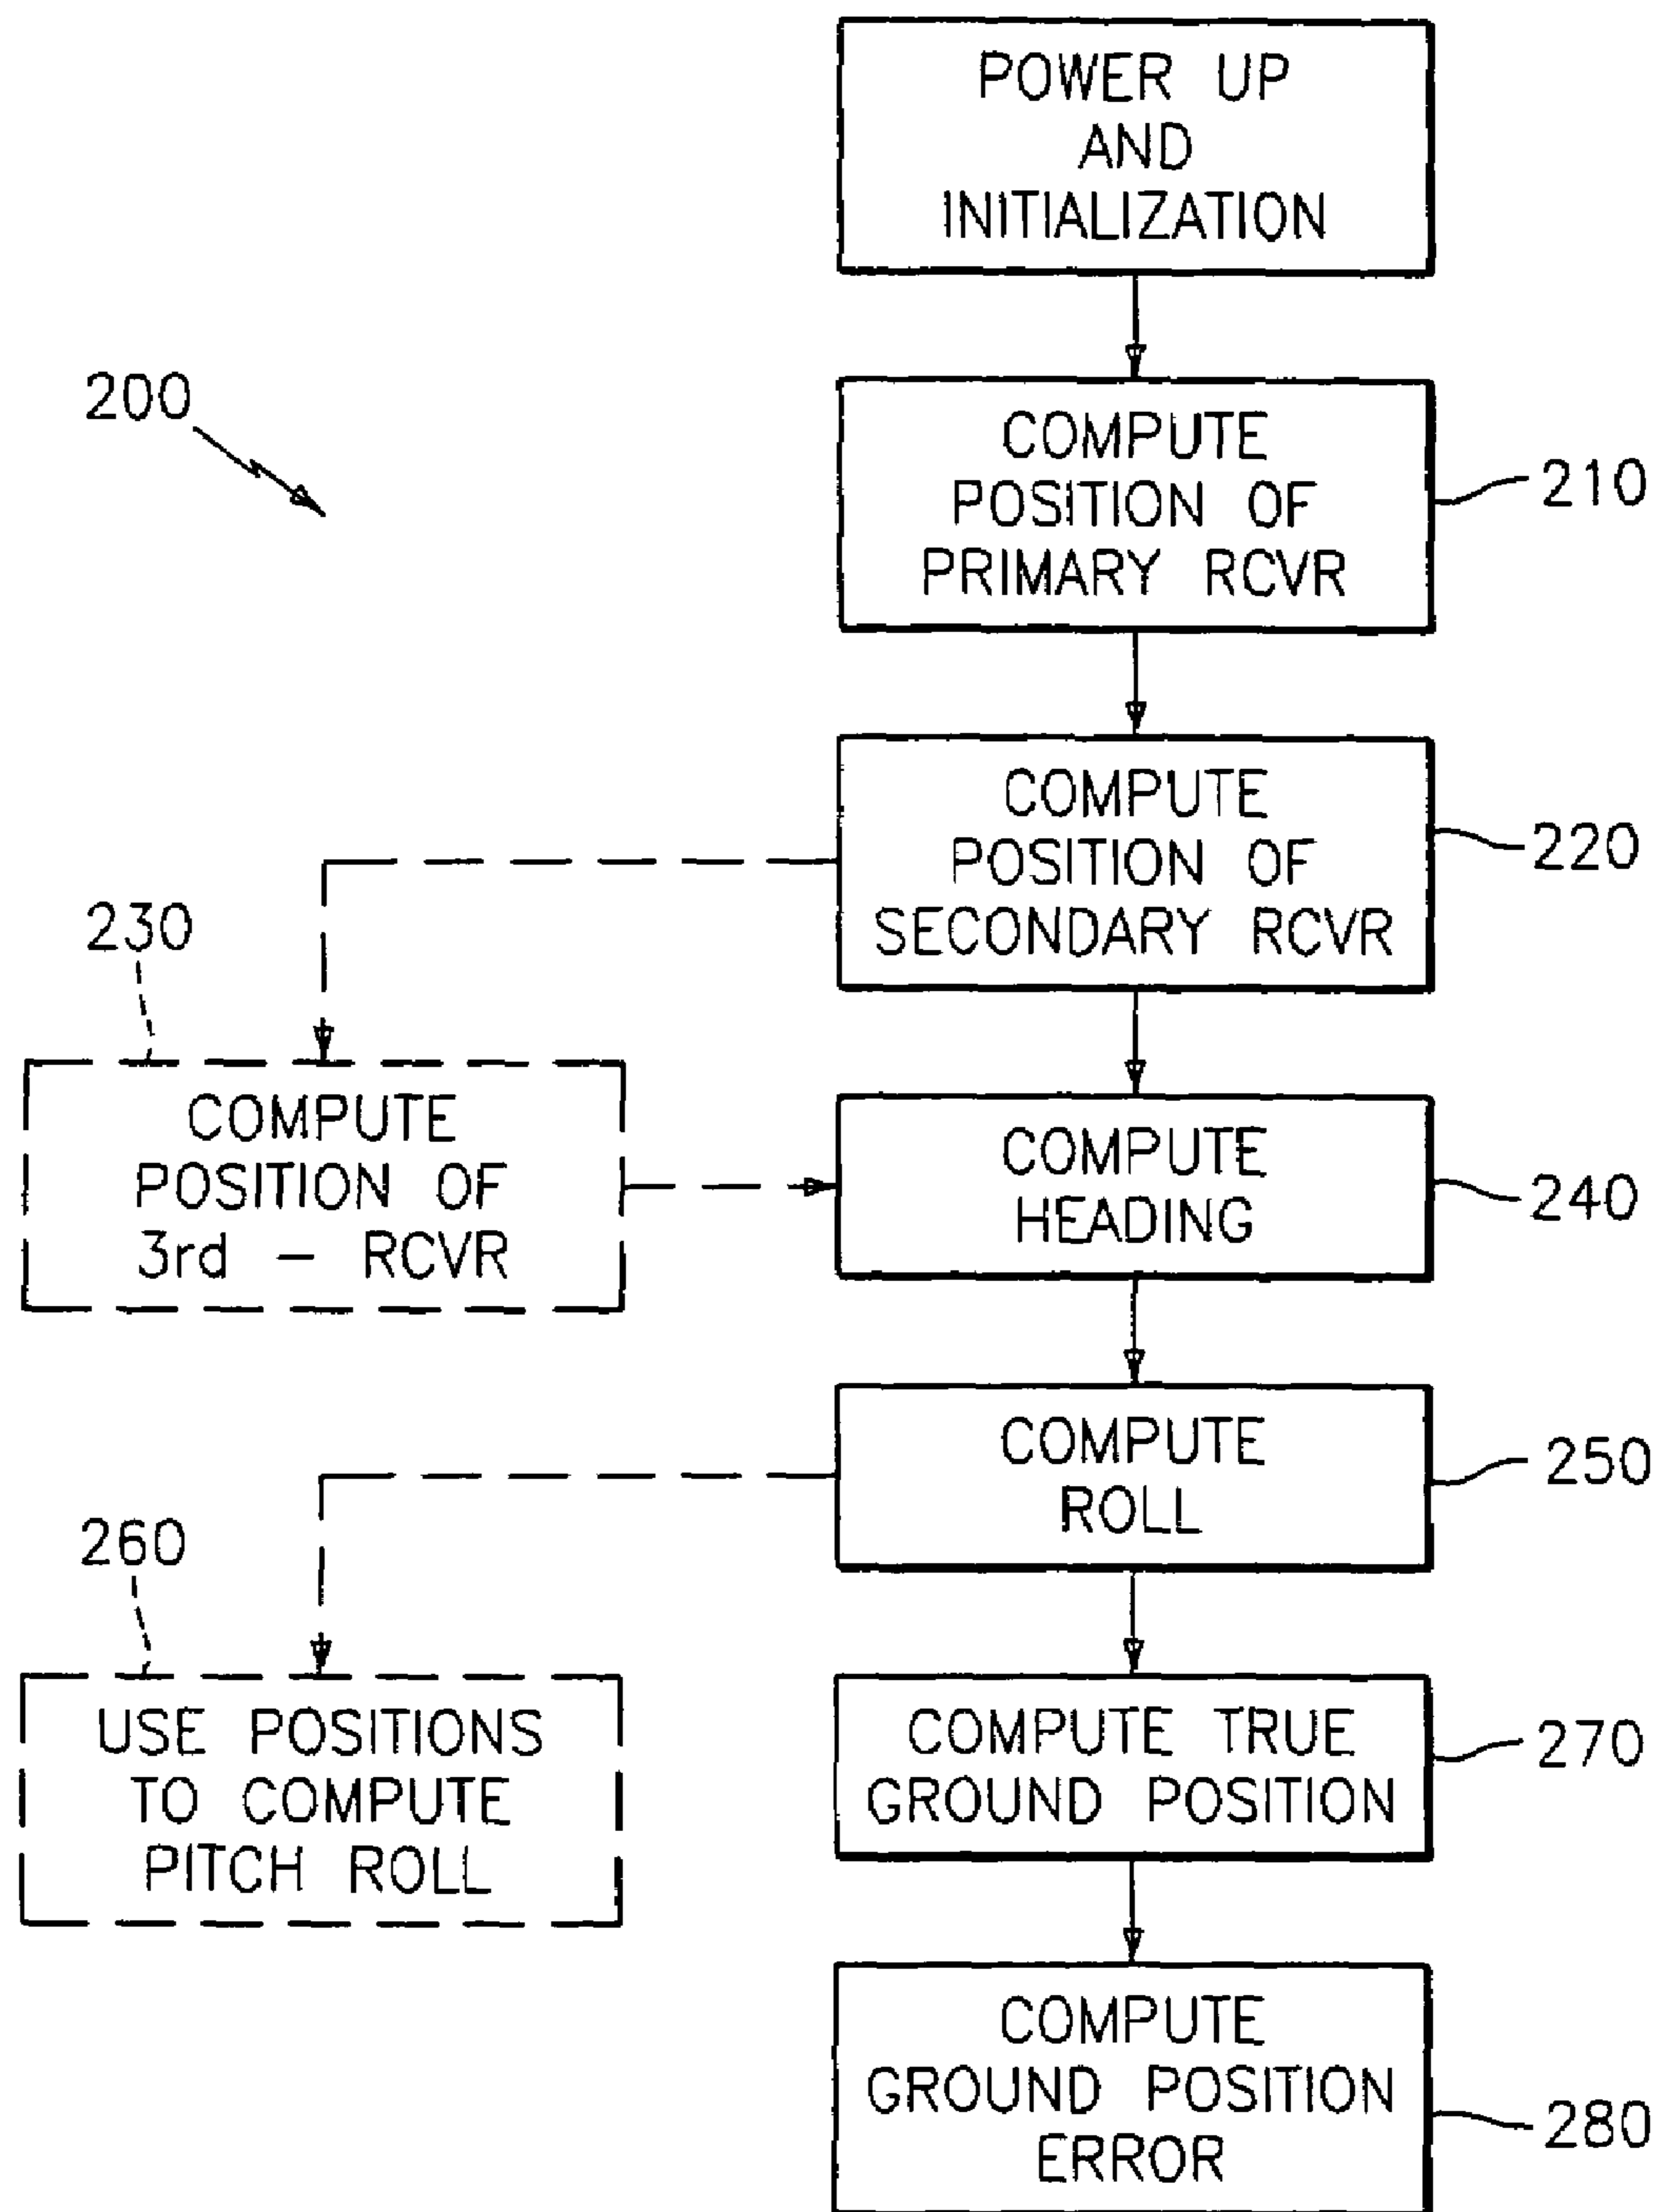 POWER UP
AND
INITIALIZATION
200
COMPUTE
POSITION OF
PRIMARY RCVR
210
COMPUTE
POSITION OF
SECONDARY RCVR
220
230
COMPUTE
POSITION OF
3rd - RCVR
COMPUTE
HEADING
240
COMPUTE
ROLL
250
260
USE POSITIONS
TO COMPUTE
PITCH ROLL
COMPUTE TRUE
GROUND POSITION
270
COMPUTE
GROUND POSITION
ERROR
280